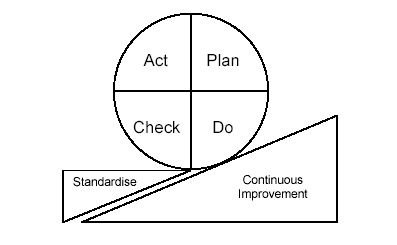 Act Plan
Check Do
Standardise
Continuous
Improvement